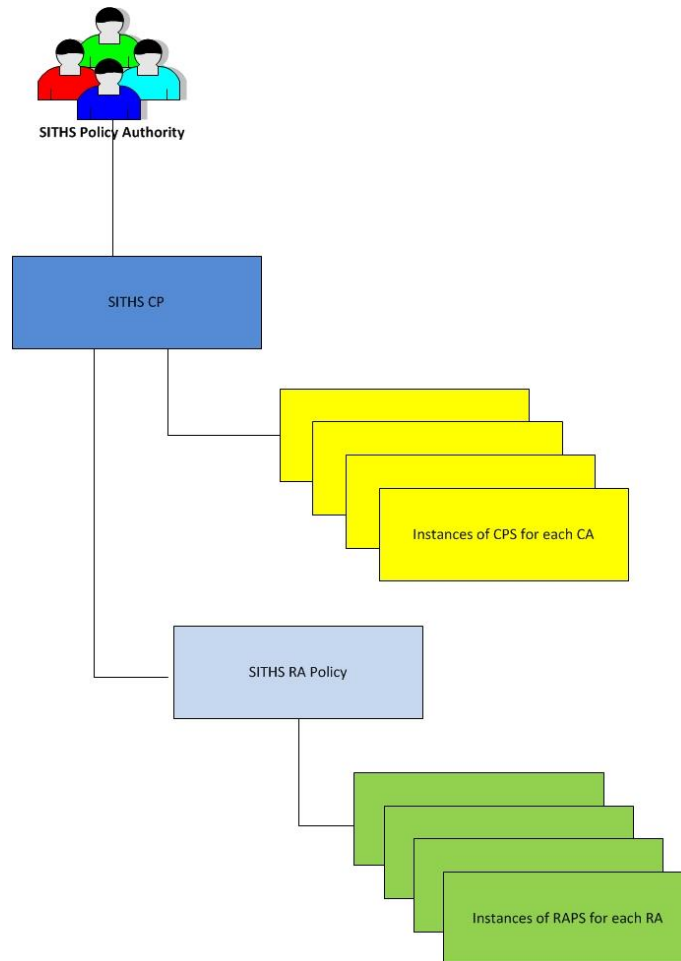 SITHS Policy Authority
SITHS CP
Instances of CPS for each CA
SITHS RA Policy
Instances of RAPS for each RA